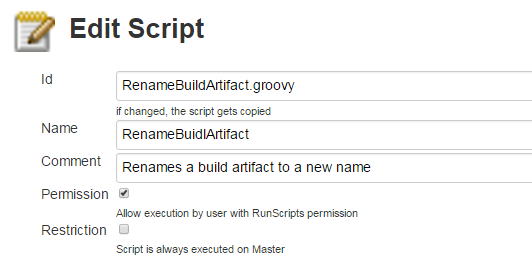 Edit Script
Id
RenameBuildArtifact.groovy
if changed, the script gets copied
Name
RenameBuidlArtifact
Comment
Renames a build artifact to a new name
Permission
Allow execution by user with RunScripts permission
Restriction
Script is always executed on Master